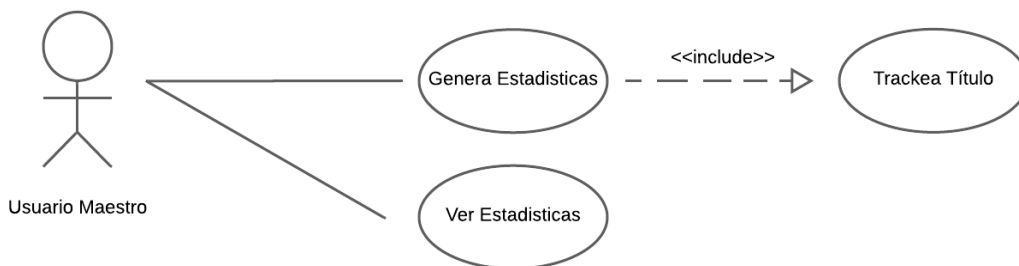 <<include>>
Genera Estadisticas
Trackea Título
Usuario Maestro
Ver Estadisticas